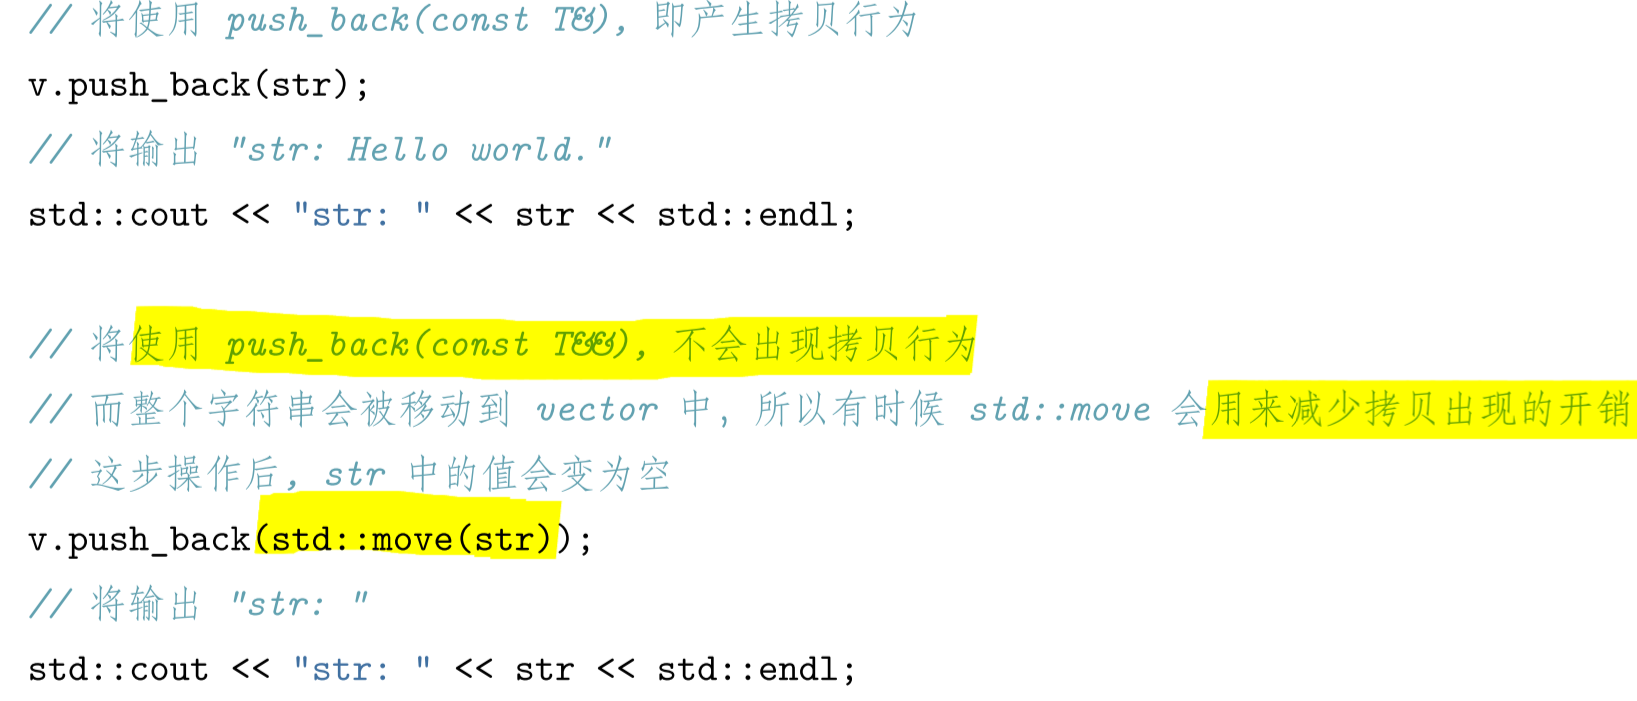 // 将使用 push_back(const T&), 即产生拷贝行为
v.push_back(str);
// 将输出 "str: Hello world."
std::cout << "str: " << str << std::endl;
// 将使用 push_back(const T&&), 不会出现拷贝行为
// 而整个字符串会被移动到 vector 中, 所以有时候 std::move 会用来减少拷贝出现的开销
// 这步操作后, str 中的值会变为空
v.push_back(std::move(str));
// 将输出 "str: "
std::cout << "str: " << str << std::endl;